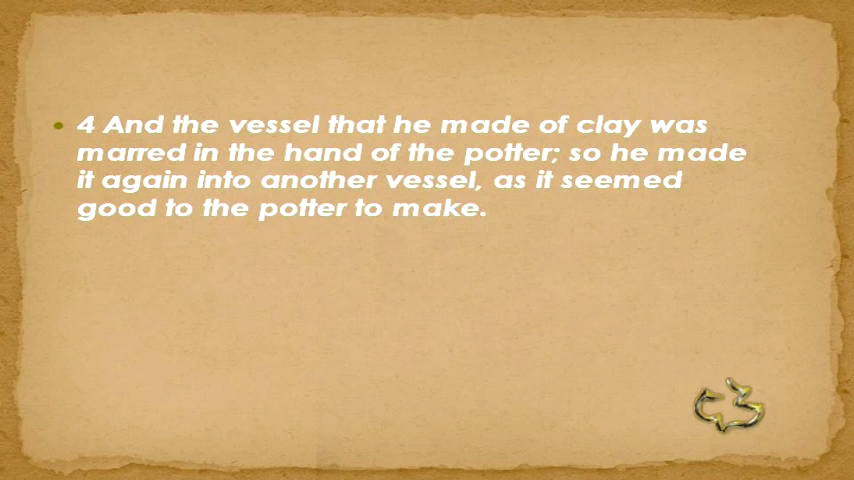 4 And the vessel that he made of clay was
marred in the hand of the potter; so he made
it again into another vessel, as it seemed
good to the potter to make.